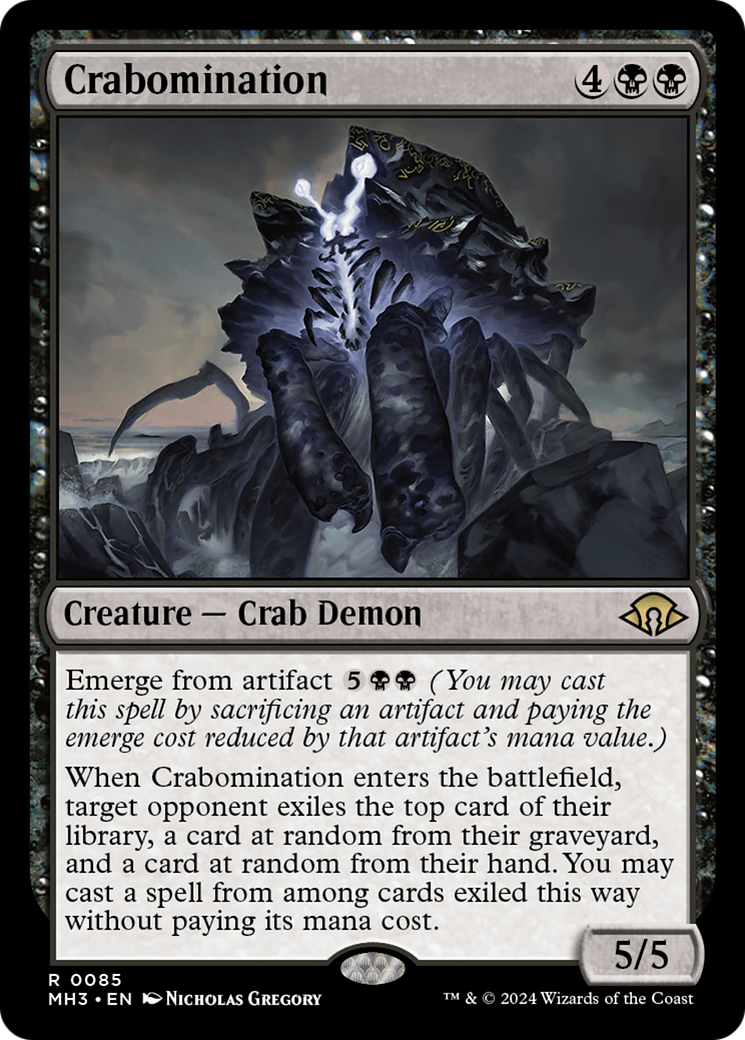 Crabomination 4
Creature — Crab Demon
Emerge from artifact 5 (You may cast
this spell by sacrificing an artifact and paying the
emerge cost reduced by that artifact's mana value.)
When Crabomination enters the battlefield,
target opponent exiles the top card of their
library, a card at random from their graveyard,
and a card at random from their hand. You may
cast a spell from among cards exiled this way
without paying its mana cost.
5/5
R 0085
MH3 • EN Nicholas Gregory
™ & © 2024 Wizards of the Coast